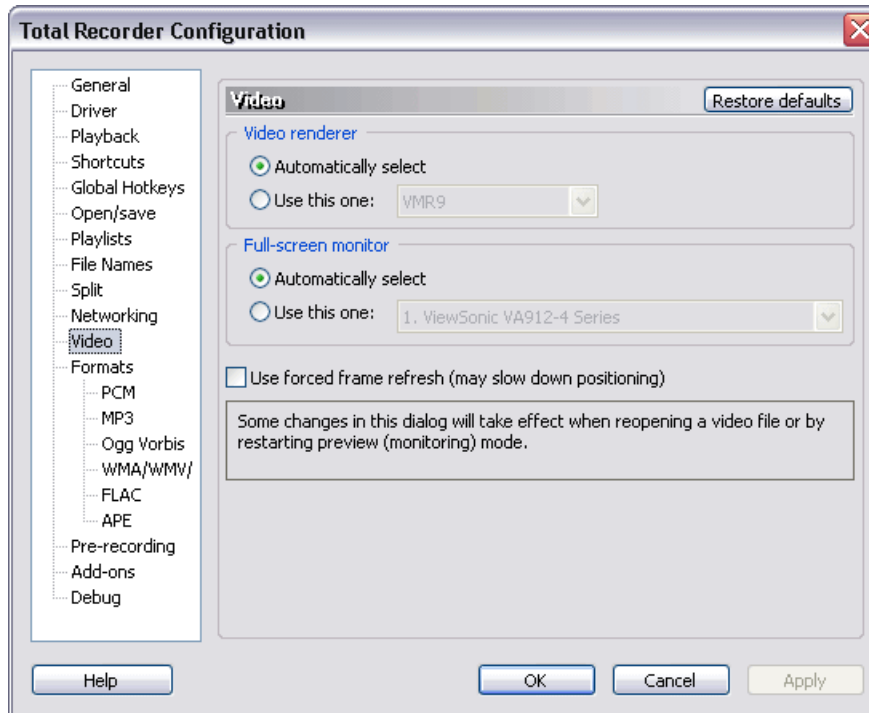 Total Recorder Configuration
General
Driver
Playback
Shortcuts
Global Hotkeys
Open/save
Playlists
File Names
Split
Networking
Video
Formats
PCM
MP3
Ogg Vorbis
WMA/WMV/
FLAC
APE
Pre-recording
Add-ons
Debug
Video
Restore defaults
Video renderer
Automatically select
Use this one: VMR9
Full-screen monitor
Automatically select
Use this one: 1. ViewSonic VA912-4 Series
Use forced frame refresh (may slow down positioning)
Some changes in this dialog will take effect when reopening a video file or by
restarting preview (monitoring) mode.
Help OK Cancel Apply